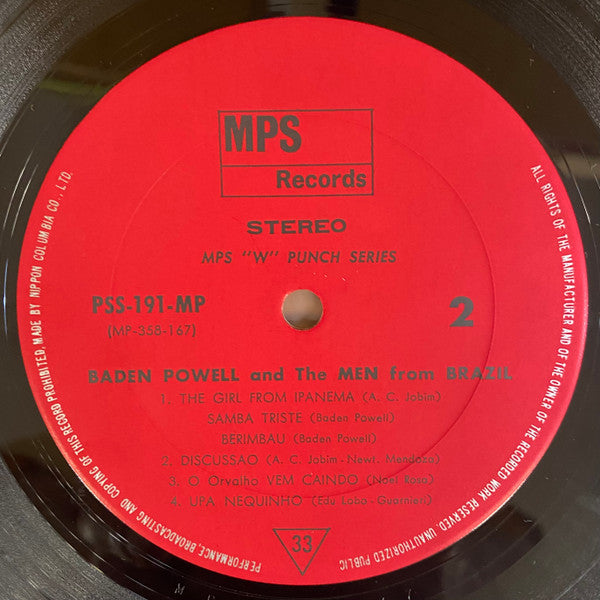 MPS
Records
STEREO
MPS "W" PUNCH SERIES
PSS-191-MP
(MP-358-167)
2
BADEN POWELL and The MEN from BRAZIL
1. THE GIRL FROM IPANEMA (A. C. Jobim)
SAMBA TRISTE (Baden Powell)
BERIMBAU (Baden Powell)
2. DISCUSSAO (A. C. Jobim - Newt. Mendoza)
3. O Orvalho VEM CAINDO (Noel Rosa)
4. UPA NEQUINHO (Edu Lobo - Guarnieri)
33
ALL RIGHTS OF THE MANUFACTURER AND OF THE OWNER OF THE RECORDED WORK RESERVED. UNAUTHORIZED PUBLIC
PERFORMANCE, BROADCASTING AND COPYING OF THIS RECORD PROHIBITED. MADE BY NIPPON COLUMBIA CO., LTD.